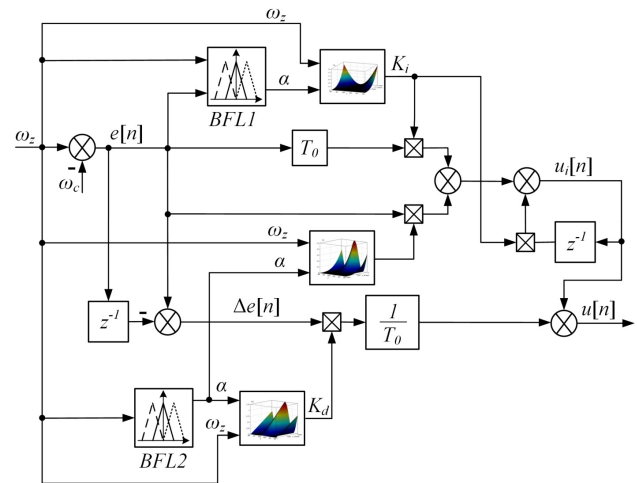 ω_z
K_i
α
BFL1
ω_z
e[n]
T_0
u_i[n]
ω_c
ω_z
α
z^{-1}
z^{-1}
Δe[n]
1/T_0
u[n]
α
K_d
ω_z
BFL2